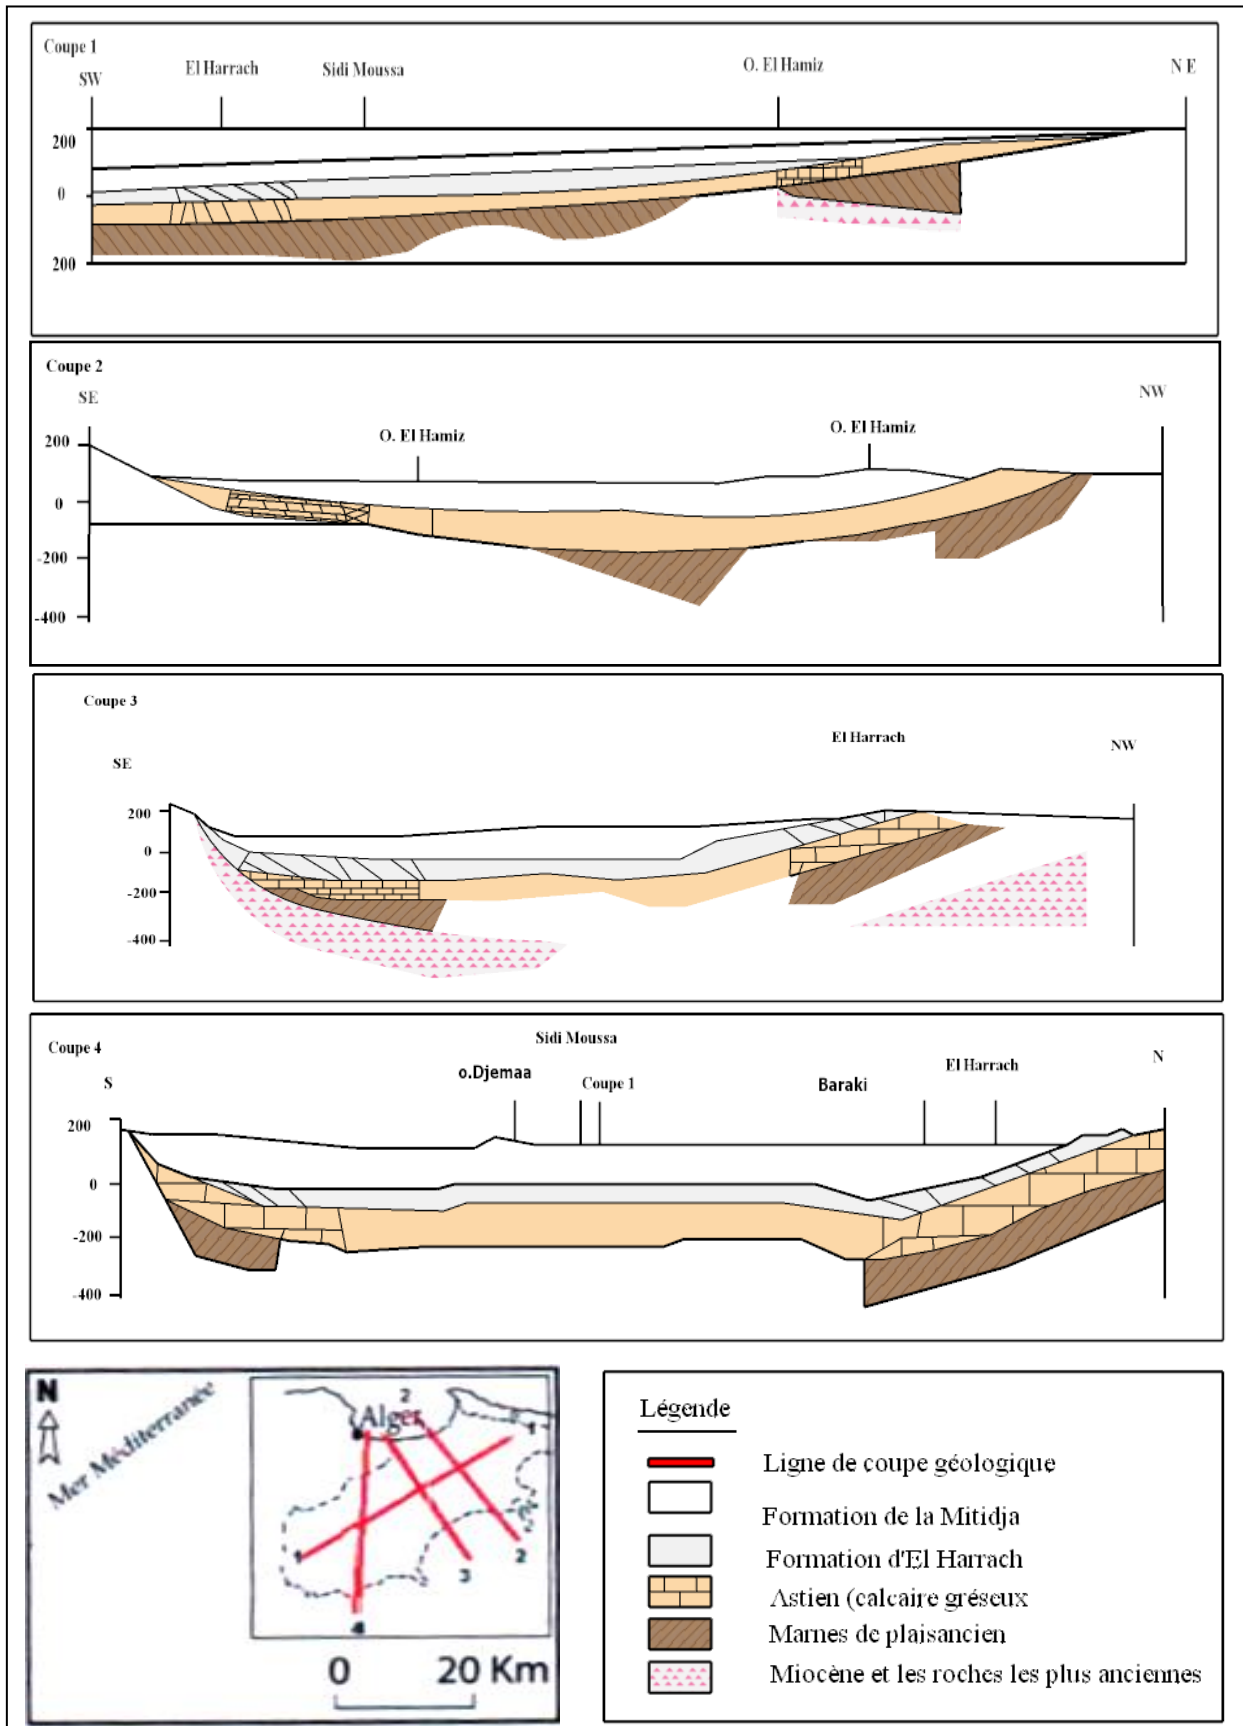 Coupe 1
SW
El Harrach
Sidi Moussa
O. El Hamiz
N E
200
0
200
Coupe 2
SE
NW
O. El Hamiz
O. El Hamiz
200
0
-200
-400
Coupe 3
El Harrach
SE
NW
200
0
-200
-400
Coupe 4
Sidi Moussa
S
o.Djemaa
Coupe 1
Baraki
El Harrach
N
200
0
-200
-400
N
Mer Méditerranée
2
Alger
1
1
2
3
4
0 20 Km
Légende
Ligne de coupe géologique
Formation de la Mitidja
Formation d'El Harrach
Astien (calcaire gréseux
Marnes de plaisancien
Miocène et les roches les plus anciennes